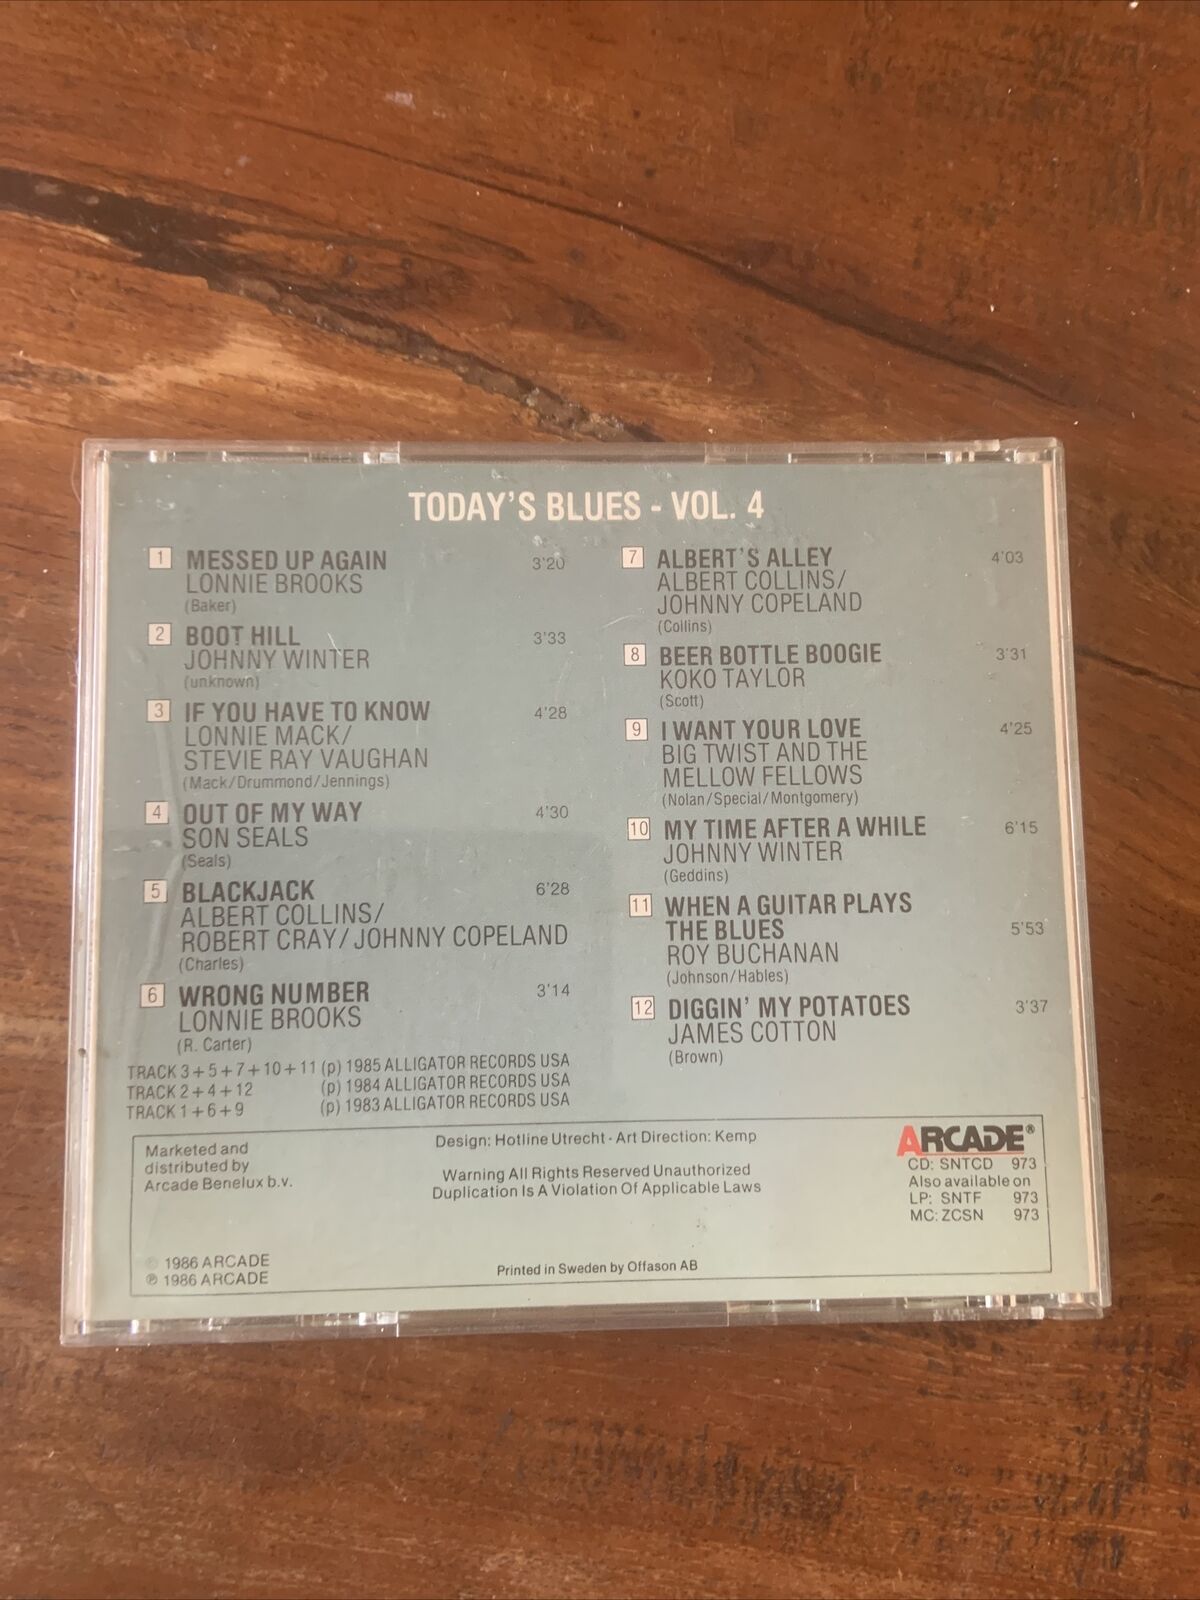 TODAY'S BLUES - VOL. 4
1 MESSED UP AGAIN 3'20
LONNIE BROOKS
(Baker)
2 BOOT HILL 3'33
JOHNNY WINTER
(unknown)
3 IF YOU HAVE TO KNOW 4'28
LONNIE MACK/
STEVIE RAY VAUGHAN
(Mack/Drummond/Jennings)
4 OUT OF MY WAY 4'30
SON SEALS
(Seals)
5 BLACKJACK 6'28
ALBERT COLLINS/
ROBERT CRAY/JOHNNY COPELAND
(Charles)
6 WRONG NUMBER 3'14
LONNIE BROOKS
(R. Carter)
TRACK 3+5+7+10+11 (p) 1985 ALLIGATOR RECORDS USA
TRACK 2+4+12 (p) 1984 ALLIGATOR RECORDS USA
TRACK 1+6+9 (p) 1983 ALLIGATOR RECORDS USA
7 ALBERT'S ALLEY 4'03
ALBERT COLLINS/
JOHNNY COPELAND
(Collins)
8 BEER BOTTLE BOOGIE 3'31
KOKO TAYLOR
(Scott)
9 I WANT YOUR LOVE 4'25
BIG TWIST AND THE
MELLOW FELLOWS
(Nolan/Special/Montgomery)
10 MY TIME AFTER A WHILE 6'15
JOHNNY WINTER
(Geddins)
11 WHEN A GUITAR PLAYS
THE BLUES 5'53
ROY BUCHANAN
(Johnson/Hables)
12 DIGGIN' MY POTATOES 3'37
JAMES COTTON
(Brown)
Marketed and
distributed by
Arcade Benelux b.v.
© 1986 ARCADE
℗ 1986 ARCADE
Design: Hotline Utrecht - Art Direction: Kemp
Warning All Rights Reserved Unauthorized
Duplication Is A Violation Of Applicable Laws
Printed in Sweden by Offason AB
ARCADE®
CD: SNTCD 973
Also available on
LP: SNTF 973
MC: ZCSN 973